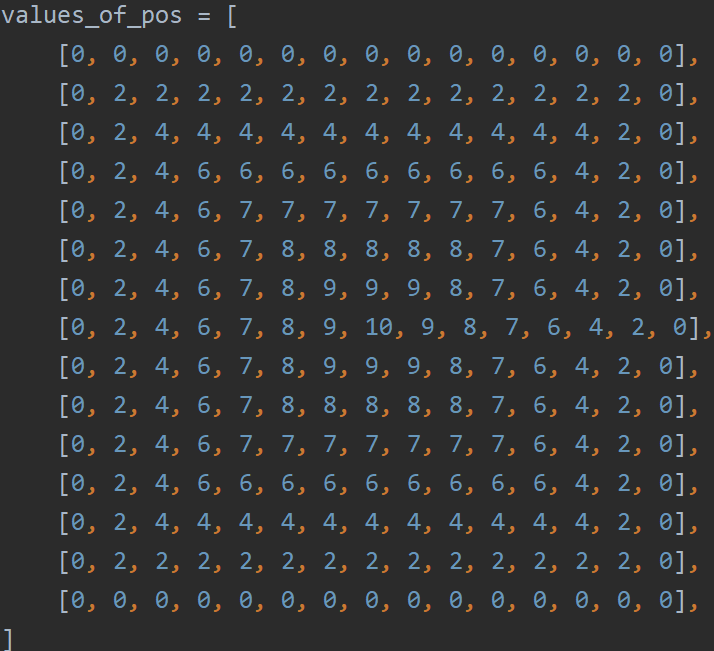 values_of_pos = [
    [0, 0, 0, 0, 0, 0, 0, 0, 0, 0, 0, 0, 0, 0, 0],
    [0, 2, 2, 2, 2, 2, 2, 2, 2, 2, 2, 2, 2, 2, 0],
    [0, 2, 4, 4, 4, 4, 4, 4, 4, 4, 4, 4, 4, 2, 0],
    [0, 2, 4, 6, 6, 6, 6, 6, 6, 6, 6, 6, 4, 2, 0],
    [0, 2, 4, 6, 7, 7, 7, 7, 7, 7, 7, 6, 4, 2, 0],
    [0, 2, 4, 6, 7, 8, 8, 8, 8, 8, 7, 6, 4, 2, 0],
    [0, 2, 4, 6, 7, 8, 9, 9, 9, 8, 7, 6, 4, 2, 0],
    [0, 2, 4, 6, 7, 8, 9, 10, 9, 8, 7, 6, 4, 2, 0],
    [0, 2, 4, 6, 7, 8, 9, 9, 9, 8, 7, 6, 4, 2, 0],
    [0, 2, 4, 6, 7, 8, 8, 8, 8, 8, 7, 6, 4, 2, 0],
    [0, 2, 4, 6, 7, 7, 7, 7, 7, 7, 7, 6, 4, 2, 0],
    [0, 2, 4, 6, 6, 6, 6, 6, 6, 6, 6, 6, 4, 2, 0],
    [0, 2, 4, 4, 4, 4, 4, 4, 4, 4, 4, 4, 4, 2, 0],
    [0, 2, 2, 2, 2, 2, 2, 2, 2, 2, 2, 2, 2, 2, 0],
    [0, 0, 0, 0, 0, 0, 0, 0, 0, 0, 0, 0, 0, 0, 0],
]